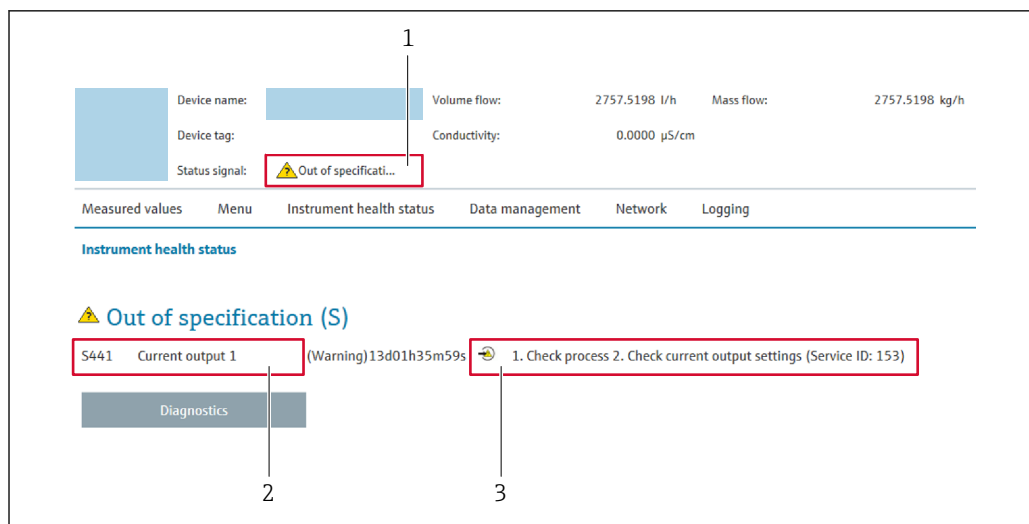 1
Device name: Volume flow: 2757.5198 l/h Mass flow: 2757.5198 kg/h
Device tag: Conductivity: 0.0000 µS/cm
Status signal: Out of specificati...
Measured values Menu Instrument health status Data management Network Logging
Instrument health status
Out of specification (S)
S441 Current output 1 (Warning)13d01h35m59s 1. Check process 2. Check current output settings (Service ID: 153)
Diagnostics
2 3